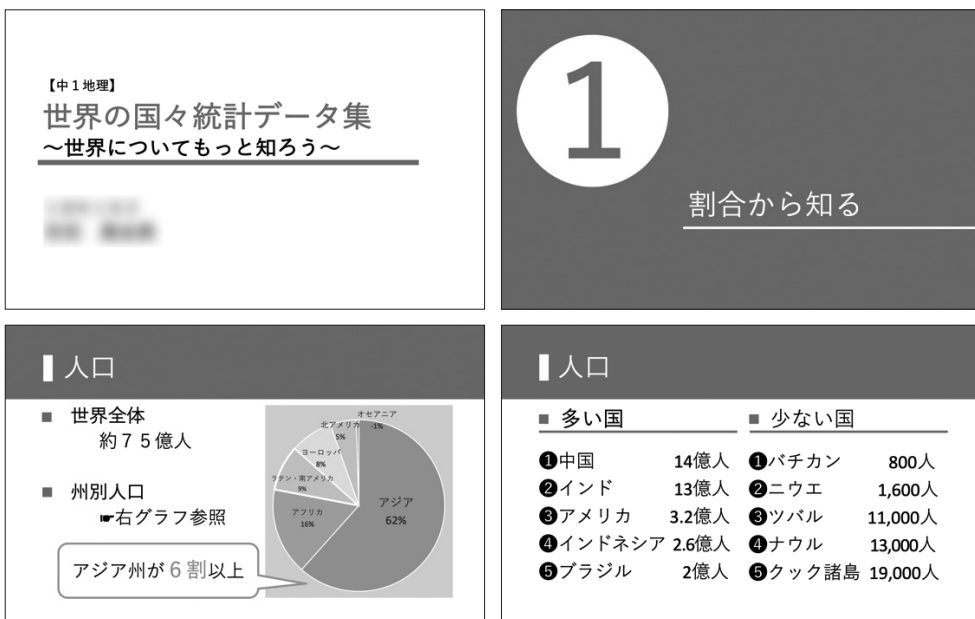 【中1地理】
世界の国々統計データ集
～世界についてもっと知ろう～
1
割合から知る
人口
■ 世界全体
約75億人
■ 州別人口
☛右グラフ参照
アジア州が6割以上
オセアニア
-1%
北アメリカ
5%
ヨーロッパ
8%
ラテン・南アメリカ
9%
アフリカ
16%
アジア
62%
人口
■ 多い国
❶中国 14億人
❷インド 13億人
❸アメリカ 3.2億人
❹インドネシア 2.6億人
❺ブラジル 2億人
■ 少ない国
❶バチカン 800人
❷ニウエ 1,600人
❸ツバル 11,000人
❹ナウル 13,000人
❺クック諸島 19,000人